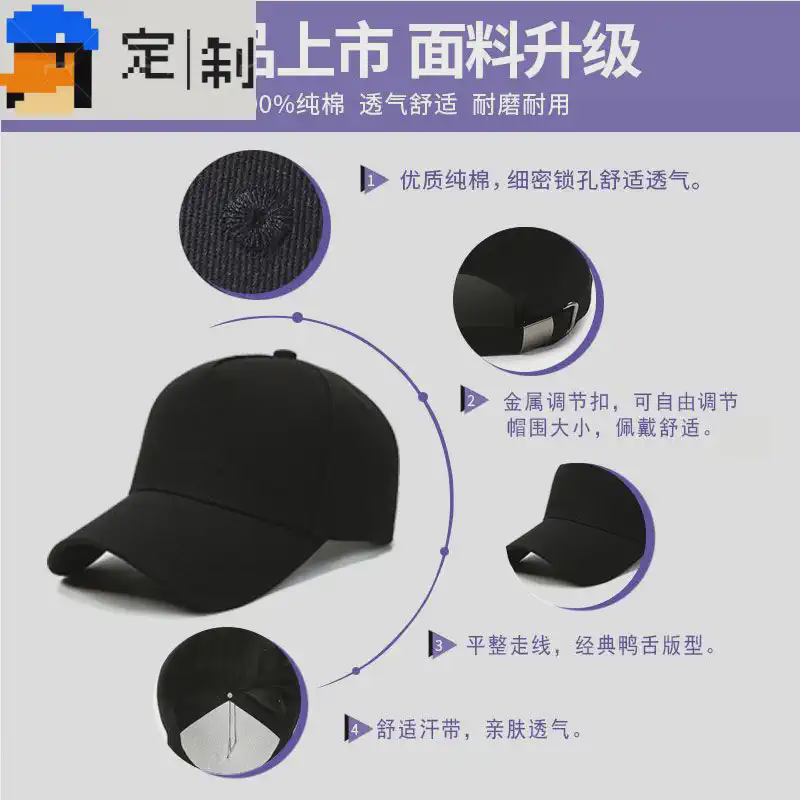 定|制
品上市 面料升级
00%纯棉 透气舒适 耐磨耐用
1 优质纯棉，细密锁孔舒适透气。
2 金属调节扣，可自由调节
帽围大小，佩戴舒适。
3 平整走线，经典鸭舌版型。
4 舒适汗带，亲肤透气。